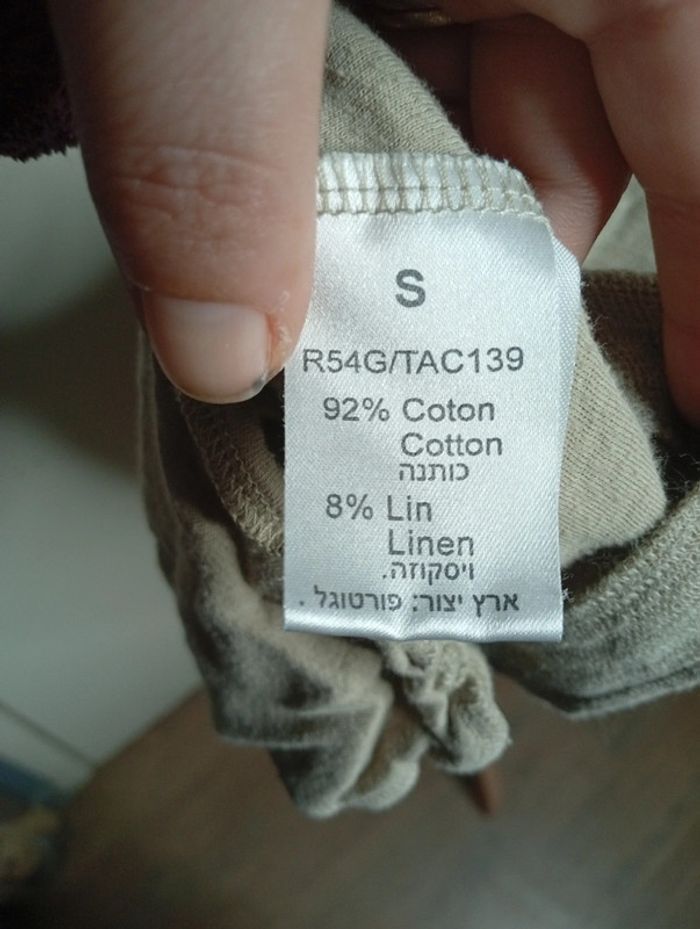 S
R54G/TAC139
92% Coton
Cotton
כותנה
8% Lin
Linen
ויסקוזה.
ארץ יצור: פורטוגל.